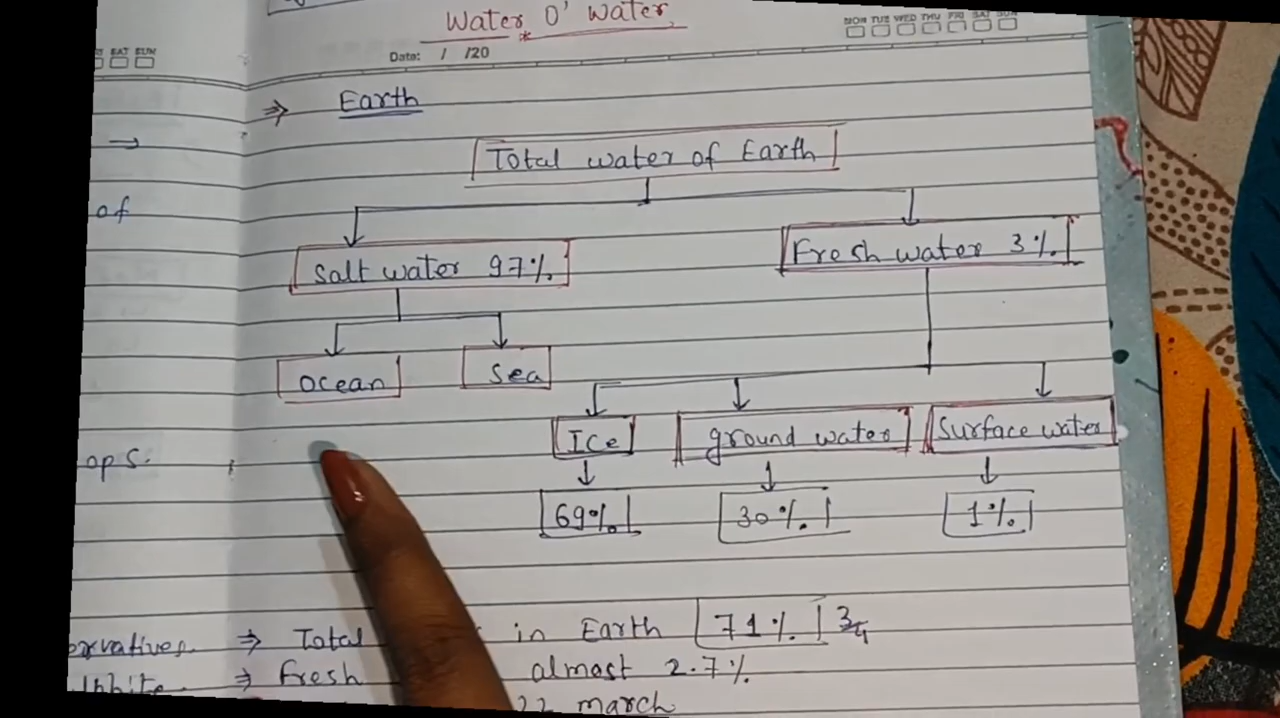 Water O' Water
MON TUE WED THU FRI SAT SUN
SAT SUN
Date: / /20
⇒ Earth
Total water of Earth
of
Salt water 97%
Fresh water 3%
Ocean
Sea
Ice
ground water
Surface water
ops.
69%
30%
1%
ervatives.
⇒ Total in Earth 71% 3/4
⇒ Fresh almost 2.7%
22 march